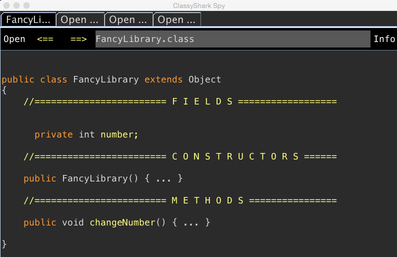 ClassyShark Spy
FancyLi... Open ... Open ... Open ...
Open <== ==> FancyLibrary.class Info
public class FancyLibrary extends Object
{
//======================== F I E L D S ==================
private int number;
//======================== C O N S T R U C T O R S ======
public FancyLibrary() { ... }
//======================== M E T H O D S ================
public void changeNumber() { ... }
}